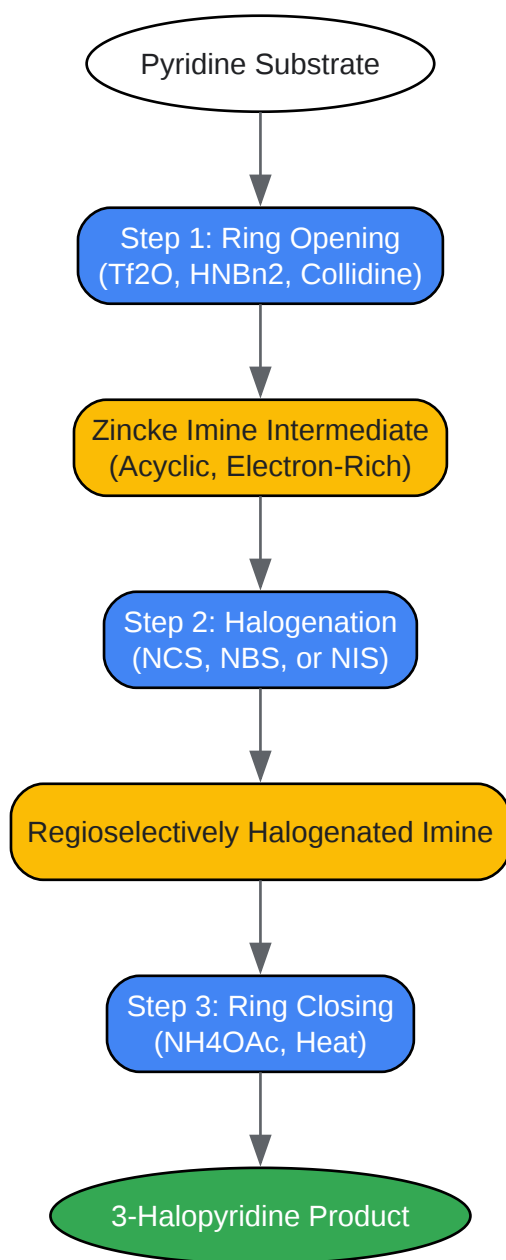 Pyridine Substrate
Step 1: Ring Opening
(Tf2O, HNBn2, Collidine)
Zincke Imine Intermediate
(Acyclic, Electron-Rich)
Step 2: Halogenation
(NCS, NBS, or NIS)
Regioselectively Halogenated Imine
Step 3: Ring Closing
(NH4OAc, Heat)
3-Halopyridine Product